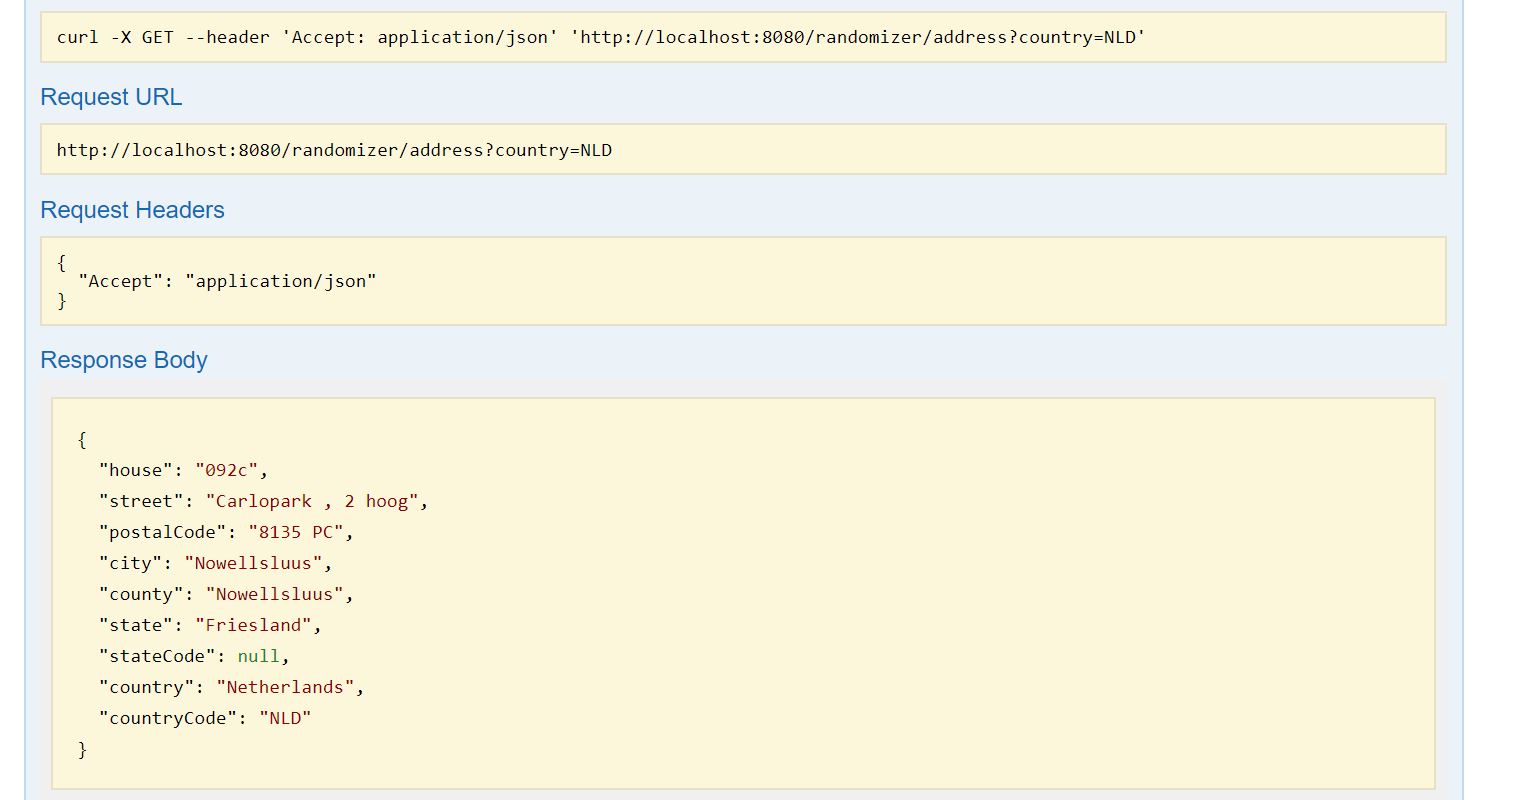 curl -X GET --header 'Accept: application/json' 'http://localhost:8080/randomizer/address?country=NLD'
Request URL
http://localhost:8080/randomizer/address?country=NLD
Request Headers
{
  "Accept": "application/json"
}
Response Body
{
  "house": "092c",
  "street": "Carlopark , 2 hoog",
  "postalCode": "8135 PC",
  "city": "Nowellsluus",
  "county": "Nowellsluus",
  "state": "Friesland",
  "stateCode": null,
  "country": "Netherlands",
  "countryCode": "NLD"
}